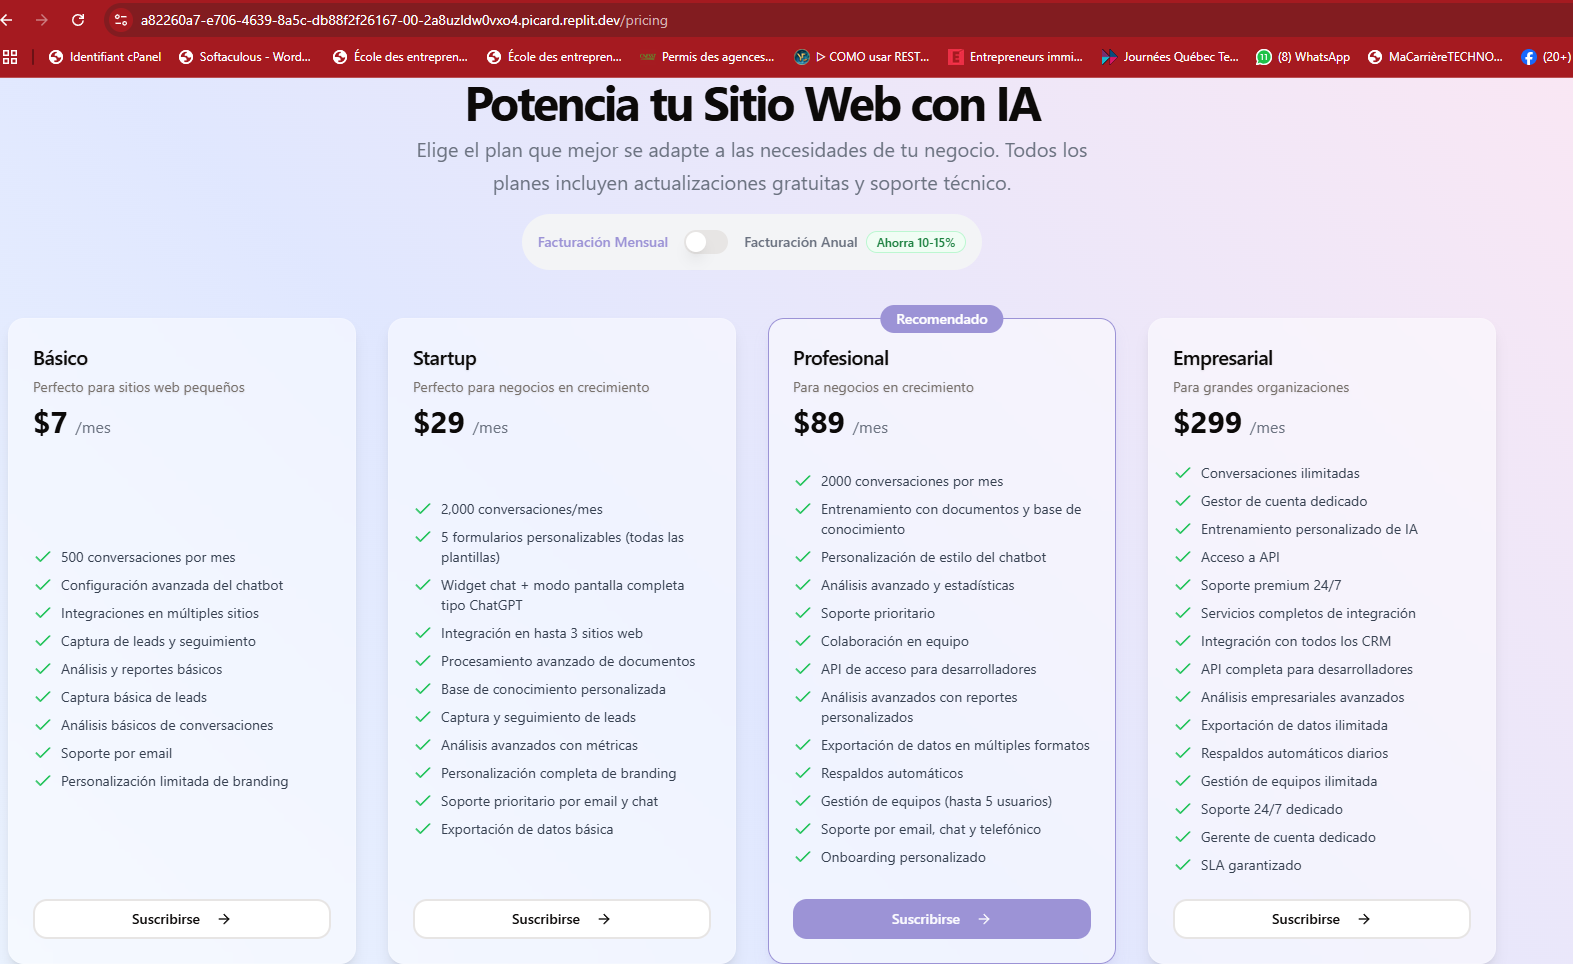 a82260a7-e706-4639-8a5c-db88f2f26167-00-2a8uzldw0vxo4.picard.replit.dev/pricing
Identifiant cPanel
Softaculous - Word...
École des entrepren...
École des entrepren...
Permis des agences...
▷ COMO usar REST...
Entrepreneurs immi...
Journées Québec Te...
(8) WhatsApp
MaCarrièreTECHNO...
(20+)
Potencia tu Sitio Web con IA
Elige el plan que mejor se adapte a las necesidades de tu negocio. Todos los
planes incluyen actualizaciones gratuitas y soporte técnico.
Facturación Mensual
Facturación Anual
Ahorra 10-15%
Básico
Perfecto para sitios web pequeños
$7 /mes
500 conversaciones por mes
Configuración avanzada del chatbot
Integraciones en múltiples sitios
Captura de leads y seguimiento
Análisis y reportes básicos
Captura básica de leads
Análisis básicos de conversaciones
Soporte por email
Personalización limitada de branding
Suscribirse →
Startup
Perfecto para negocios en crecimiento
$29 /mes
2,000 conversaciones/mes
5 formularios personalizables (todas las
plantillas)
Widget chat + modo pantalla completa
tipo ChatGPT
Integración en hasta 3 sitios web
Procesamiento avanzado de documentos
Base de conocimiento personalizada
Captura y seguimiento de leads
Análisis avanzados con métricas
Personalización completa de branding
Soporte prioritario por email y chat
Exportación de datos básica
Suscribirse →
Recomendado
Profesional
Para negocios en crecimiento
$89 /mes
2000 conversaciones por mes
Entrenamiento con documentos y base de
conocimiento
Personalización de estilo del chatbot
Análisis avanzado y estadísticas
Soporte prioritario
Colaboración en equipo
API de acceso para desarrolladores
Análisis avanzados con reportes
personalizados
Exportación de datos en múltiples formatos
Respaldos automáticos
Gestión de equipos (hasta 5 usuarios)
Soporte por email, chat y telefónico
Onboarding personalizado
Suscribirse →
Empresarial
Para grandes organizaciones
$299 /mes
Conversaciones ilimitadas
Gestor de cuenta dedicado
Entrenamiento personalizado de IA
Acceso a API
Soporte premium 24/7
Servicios completos de integración
Integración con todos los CRM
API completa para desarrolladores
Análisis empresariales avanzados
Exportación de datos ilimitada
Respaldos automáticos diarios
Gestión de equipos ilimitada
Soporte 24/7 dedicado
Gerente de cuenta dedicado
SLA garantizado
Suscribirse →